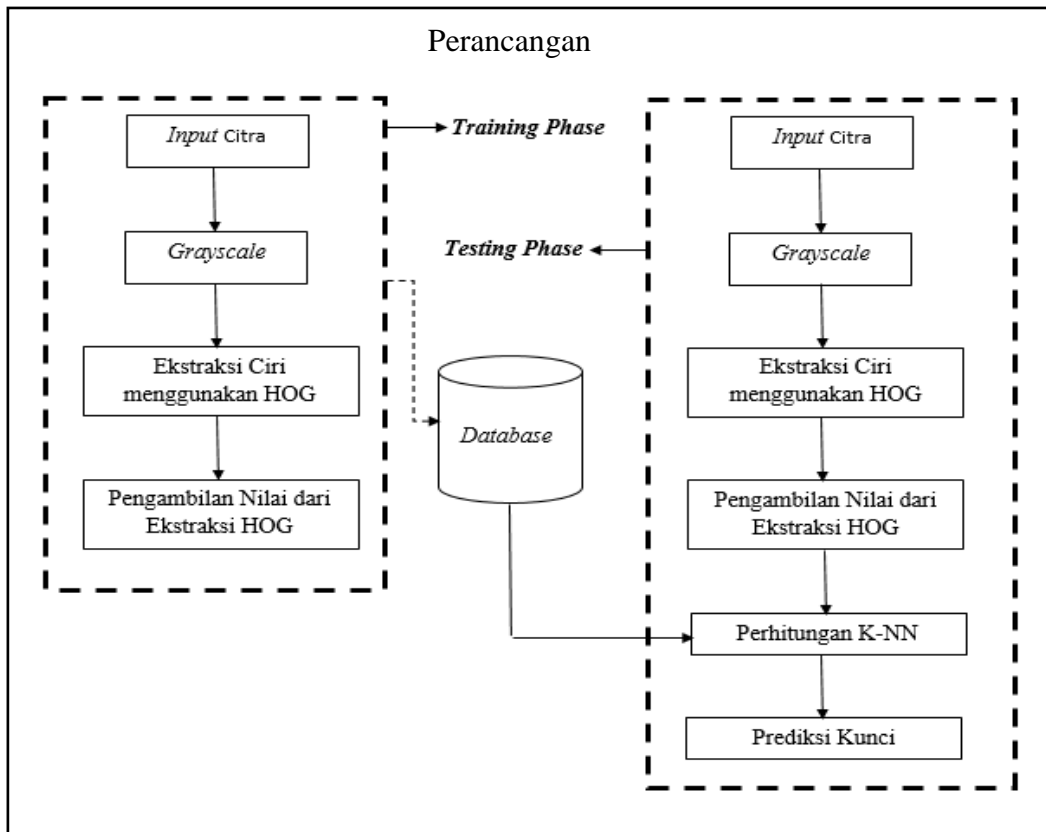 Perancangan
Input Citra
Grayscale
Ekstraksi Ciri
menggunakan HOG
Pengambilan Nilai dari
Ekstraksi HOG
Training Phase
Testing Phase
Database
Input Citra
Grayscale
Ekstraksi Ciri
menggunakan HOG
Pengambilan Nilai dari
Ekstraksi HOG
Perhitungan K-NN
Prediksi Kunci